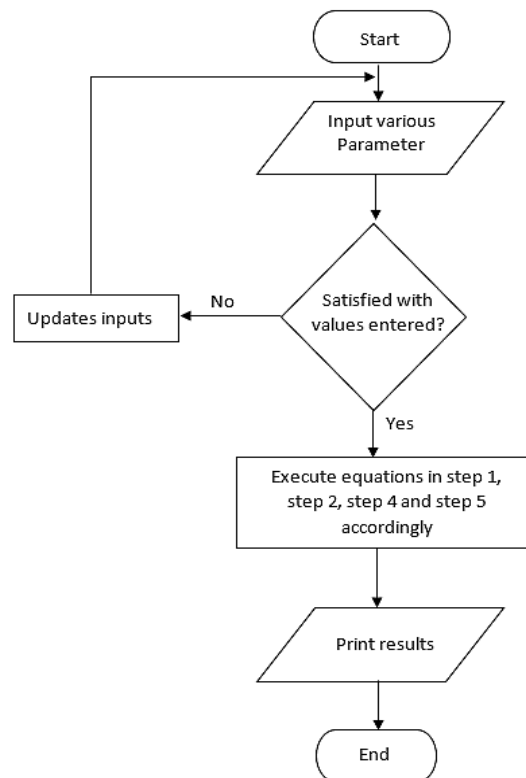 Start
Input various
Parameter
Satisfied with
values entered?
No
Updates inputs
Yes
Execute equations in step 1,
step 2, step 4 and step 5
accordingly
Print results
End